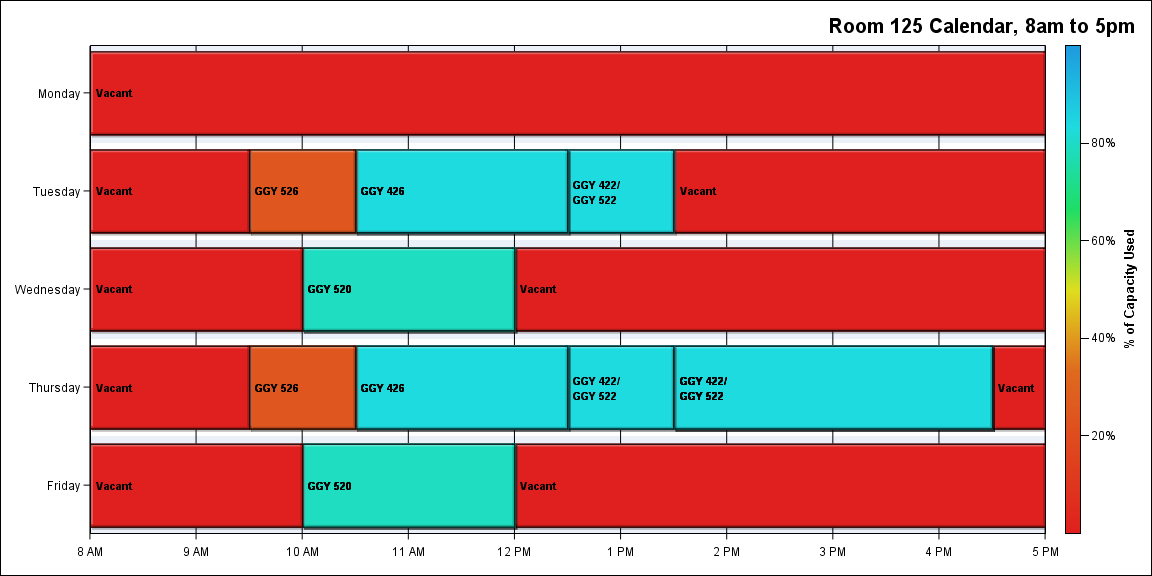 Room 125 Calendar, 8am to 5pm
Monday
Vacant
Tuesday
Vacant
GGY 526
GGY 426
GGY 422/
GGY 522
Vacant
Wednesday
Vacant
GGY 520
Vacant
Thursday
Vacant
GGY 526
GGY 426
GGY 422/
GGY 522
GGY 422/
GGY 522
Vacant
Friday
Vacant
GGY 520
Vacant
8 AM
9 AM
10 AM
11 AM
12 PM
1 PM
2 PM
3 PM
4 PM
5 PM
80%
60%
40%
20%
% of Capacity Used